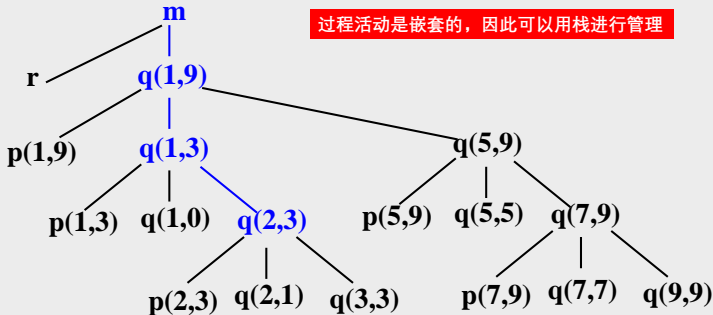 m
过程活动是嵌套的，因此可以用栈进行管理
r
q(1,9)
p(1,9)
q(1,3)
q(5,9)
p(1,3)
q(1,0)
q(2,3)
p(5,9)
q(5,5)
q(7,9)
p(2,3)
q(2,1)
q(3,3)
p(7,9)
q(7,7)
q(9,9)